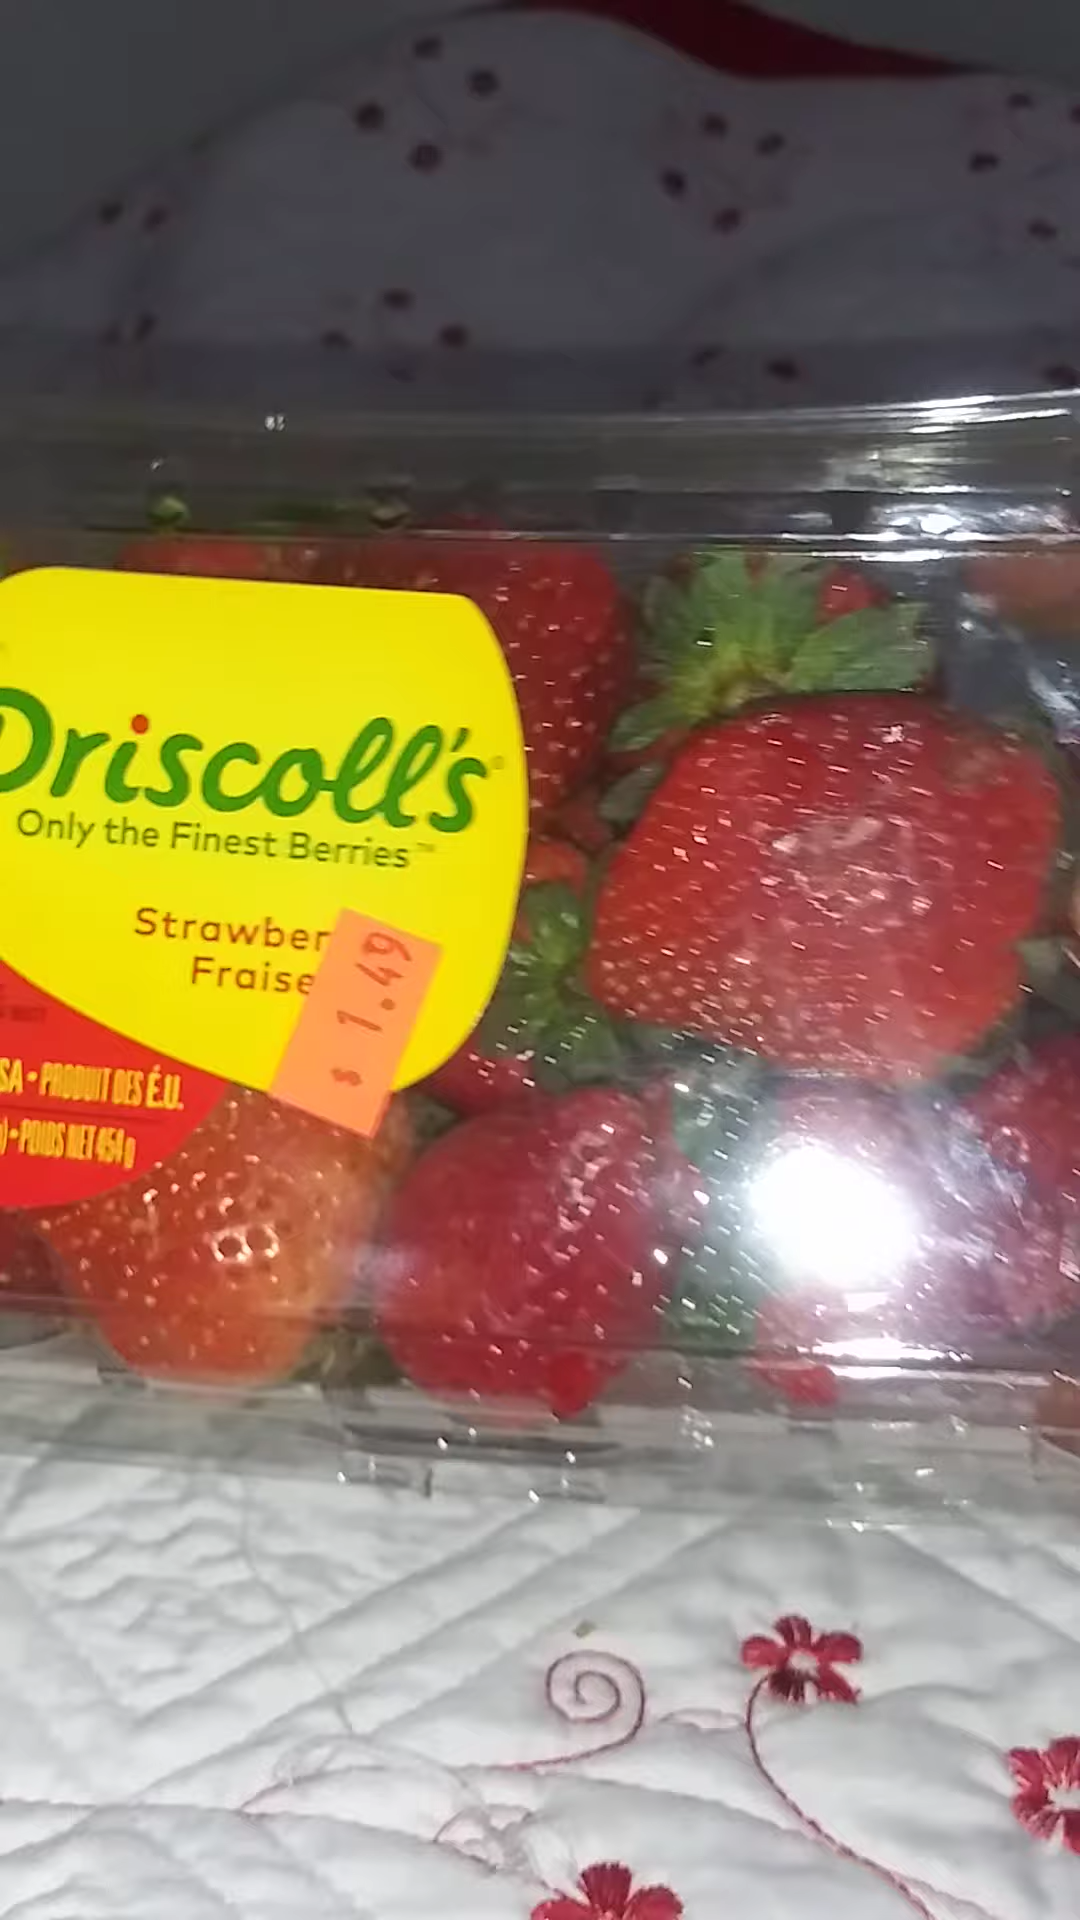 Driscoll's
Only the Finest Berries™
Strawber
Fraise
$ 1.49
SA • PRODUIT DES É.U.
) • POIDS NET 454 g